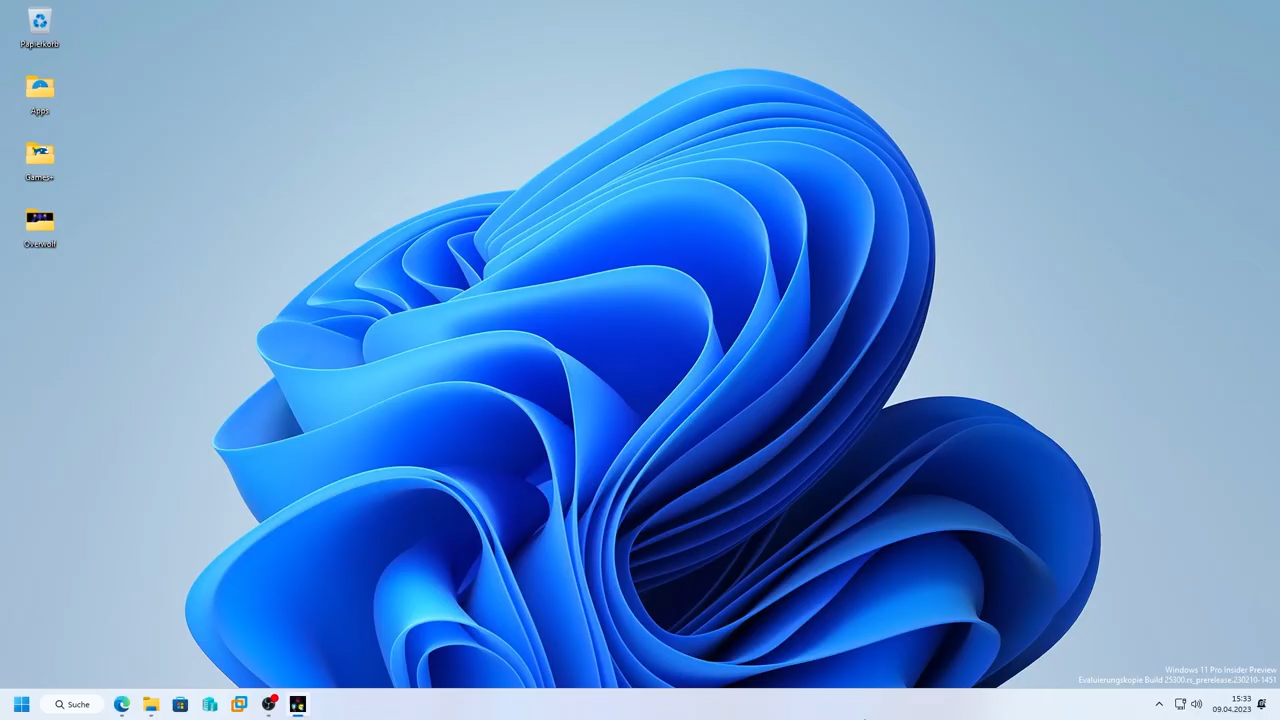 Papierkorb
Apps
Games+
Overwolf
Windows 11 Pro Insider Preview
Evaluierungskopie Build 25300.rs_prerelease.230210-1451
Suche
15:33
09.04.2023